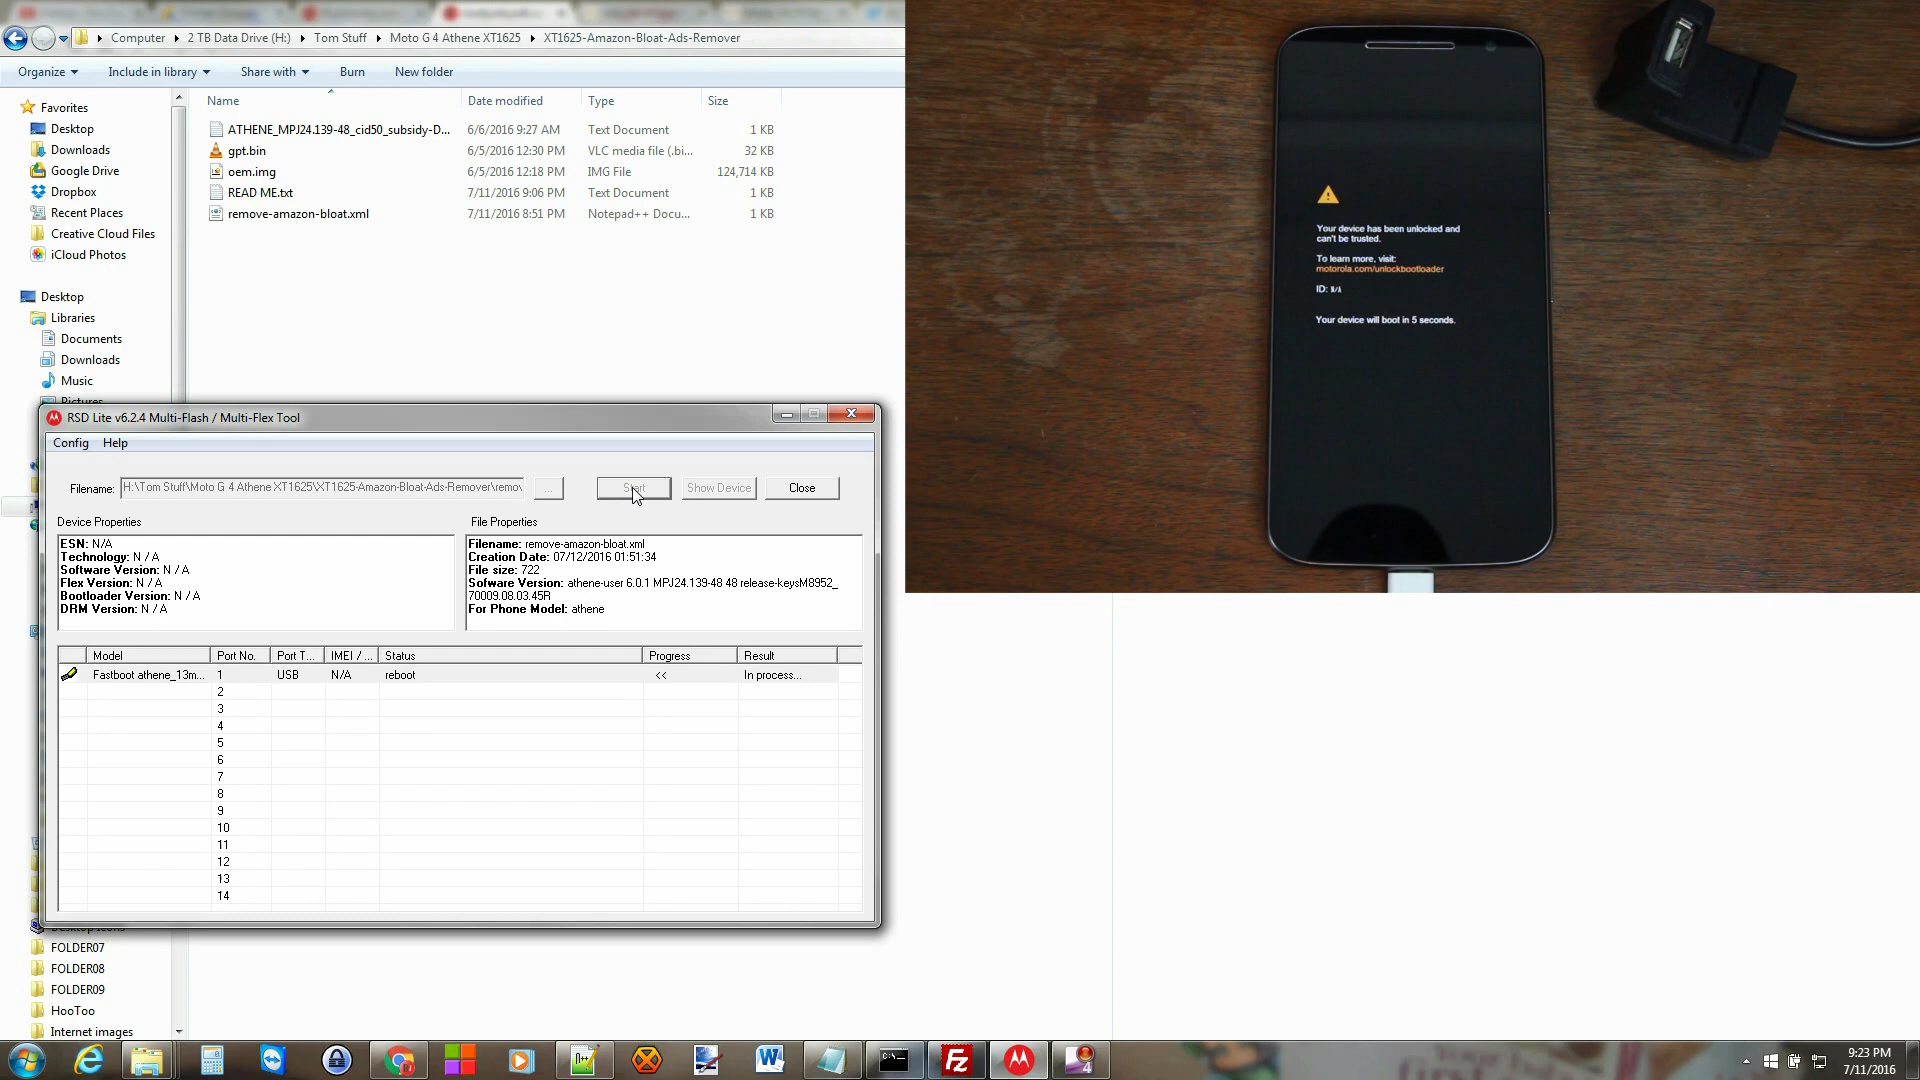 Computer
2 TB Data Drive (H:)
Tom Stuff
Moto G 4 Athene XT1625
XT1625-Amazon-Bloat-Ads-Remover
Organize
Include in library
Share with
Burn
New folder
Name
Date modified
Type
Size
ATHENE_MPJ24.139-48_cid50_subsidy-D... 6/6/2016 9:27 AM Text Document 1 KB
gpt.bin 6/5/2016 12:30 PM VLC media file (.bi... 32 KB
oem.img 6/5/2016 12:18 PM IMG File 124,714 KB
READ ME.txt 7/11/2016 9:06 PM Text Document 1 KB
remove-amazon-bloat.xml 7/11/2016 8:51 PM Notepad++ Docu... 1 KB
Favorites
Desktop
Downloads
Google Drive
Dropbox
Recent Places
Creative Cloud Files
iCloud Photos
Desktop
Libraries
Documents
Downloads
Music
Pictures
RSD Lite v6.2.4 Multi-Flash / Multi-Flex Tool
Config Help
Filename: H:\Tom Stuff\Moto G 4 Athene XT1625\XT1625-Amazon-Bloat-Ads-Remover\remov
...
Start
Show Device
Close
Device Properties
ESN: N/A
Technology: N / A
Software Version: N / A
Flex Version: N / A
Bootloader Version: N / A
DRM Version: N / A
File Properties
Filename: remove-amazon-bloat.xml
Creation Date: 07/12/2016 01:51:34
File size: 722
Sofware Version: athene-user 6.0.1 MPJ24.139-48 48 release-keysM8952_
70009.08.03.45R
For Phone Model: athene
Model Port No. Port T... IMEI / ... Status Progress Result
Fastboot athene_13m... 1 USB N/A reboot << In process...
2
3
4
5
6
7
8
9
10
11
12
13
14
Desktop Icons
FOLDER07
FOLDER08
FOLDER09
HooToo
Internet images
Your device has been unlocked and
can't be trusted.
To learn more, visit:
motorola.com/unlockbootloader
ID: N/A
Your device will boot in 5 seconds.
9:23 PM
7/11/2016